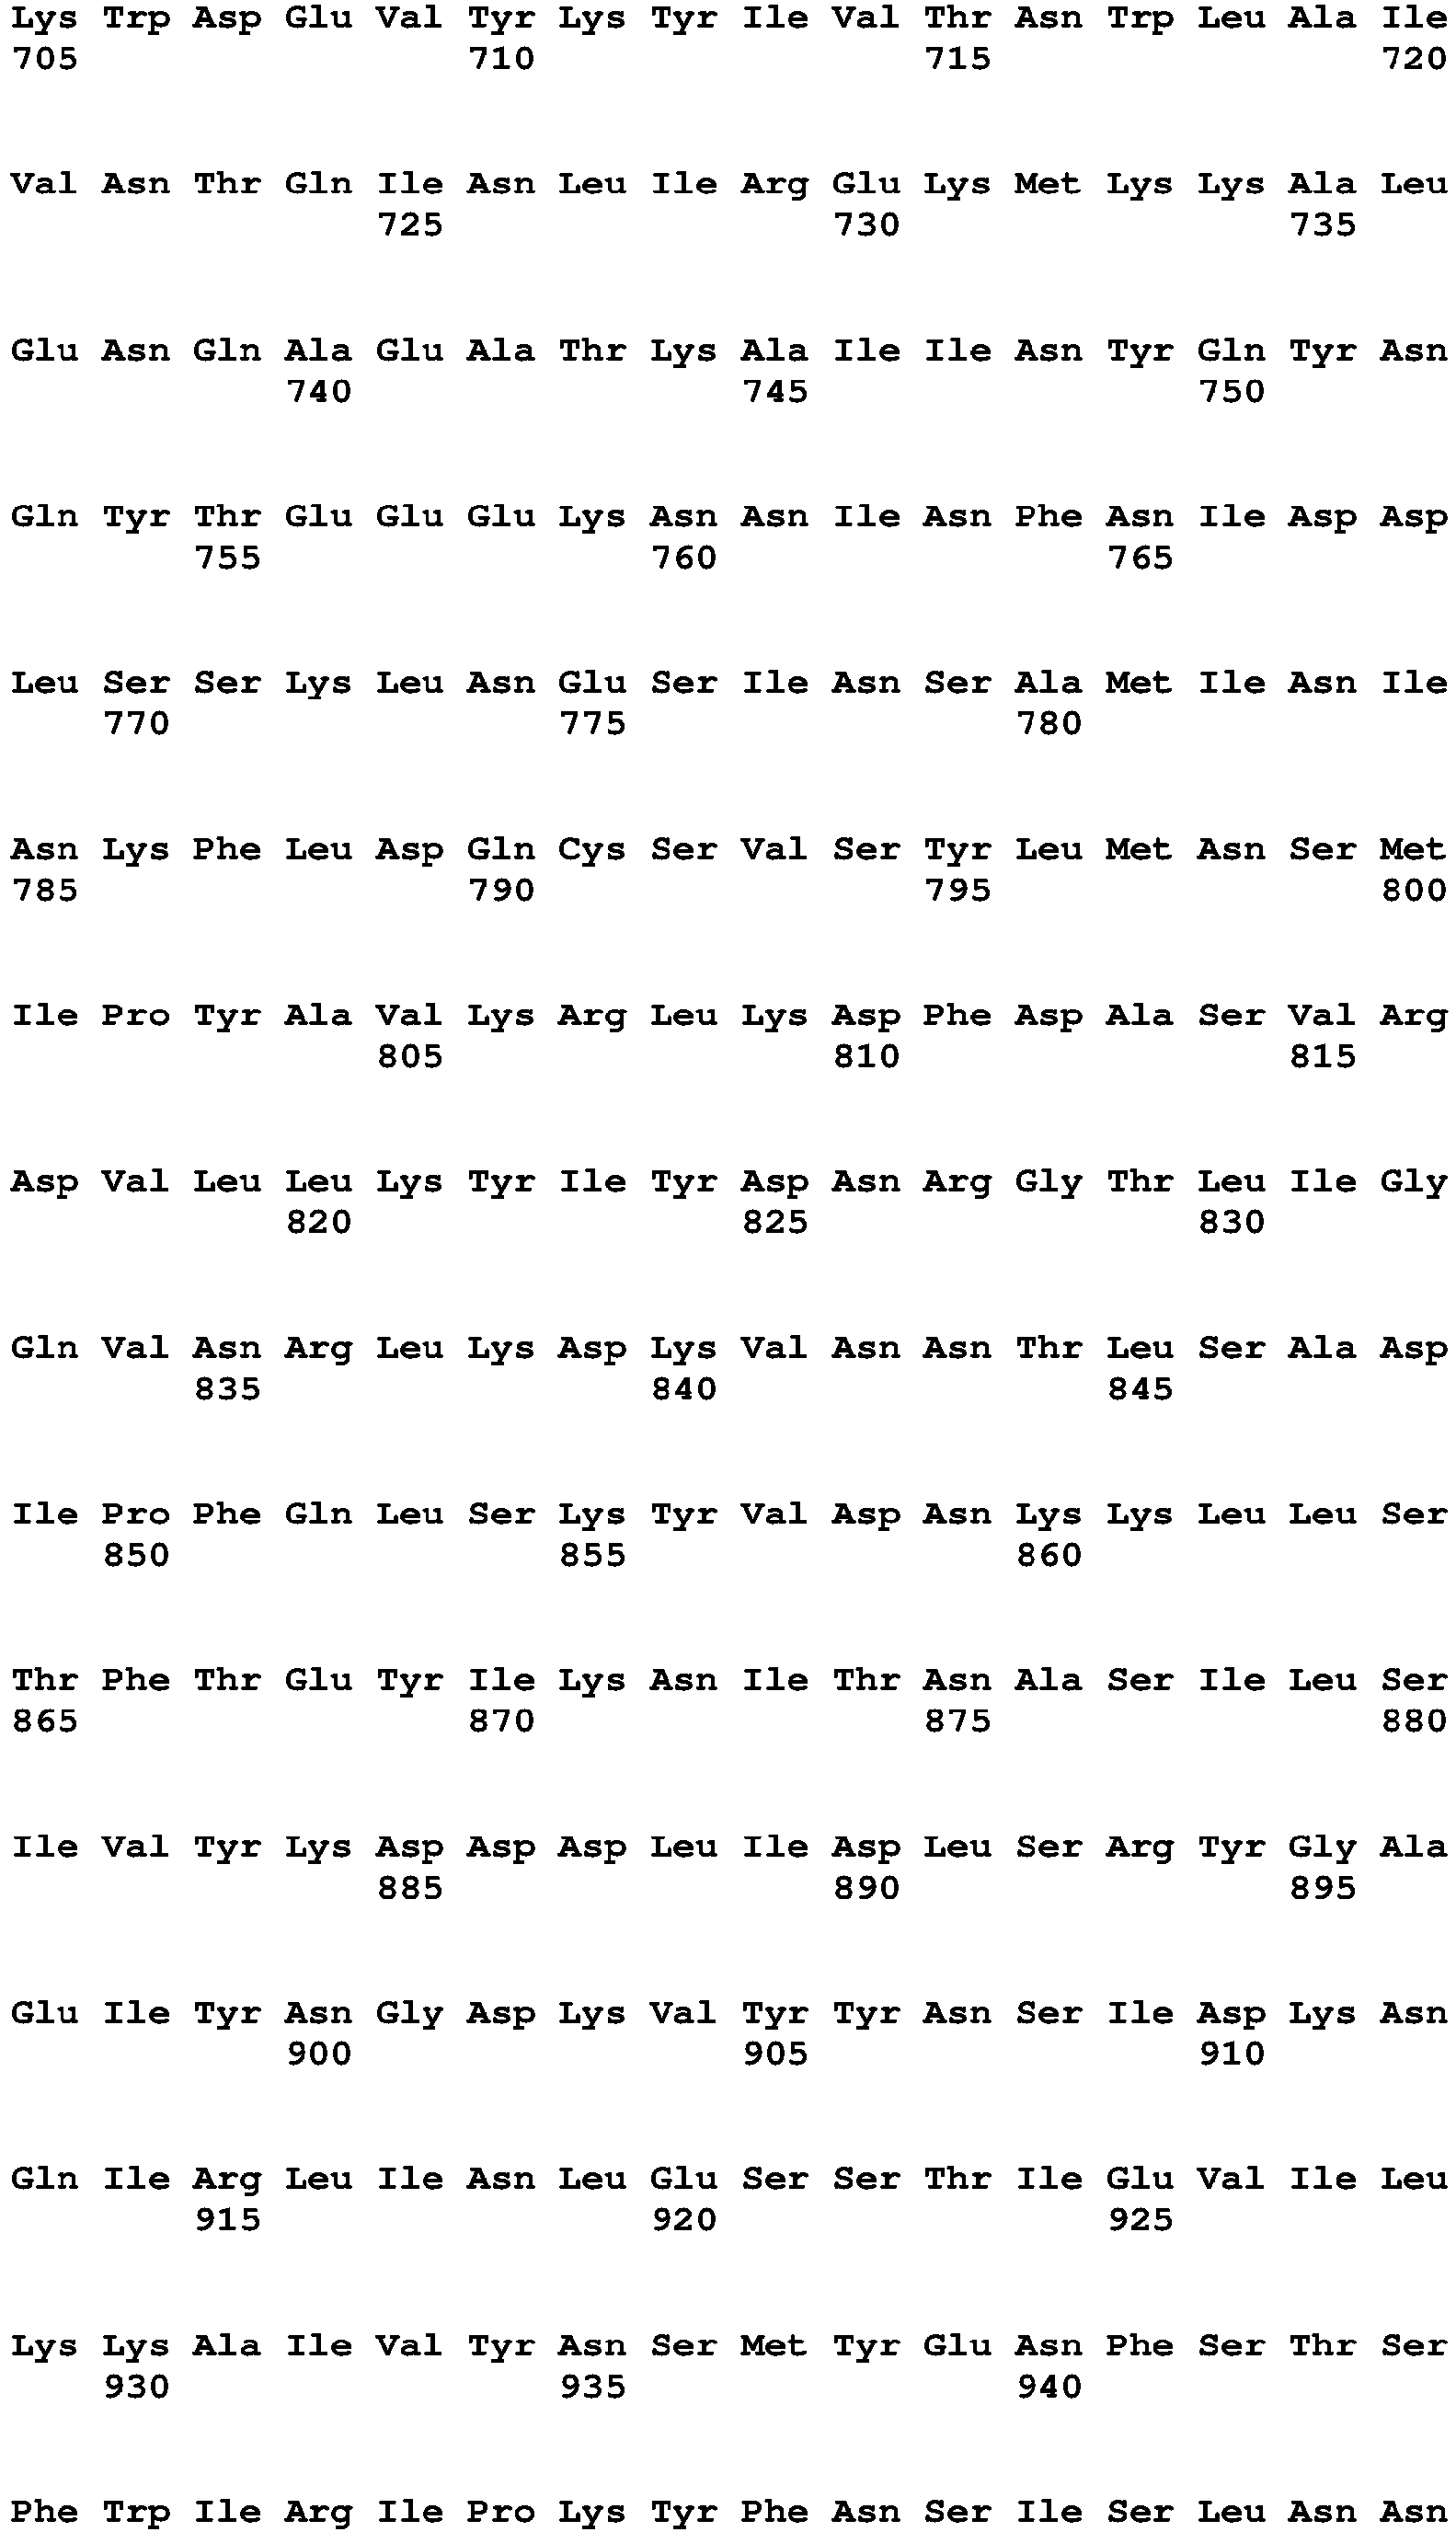 Lys Trp Asp Glu Val Tyr Lys Tyr Ile Val Thr Asn Trp Leu Ala Ile
705 710 715 720
Val Asn Thr Gln Ile Asn Leu Ile Arg Glu Lys Met Lys Lys Ala Leu
725 730 735
Glu Asn Gln Ala Glu Ala Thr Lys Ala Ile Ile Asn Tyr Gln Tyr Asn
740 745 750
Gln Tyr Thr Glu Glu Glu Lys Asn Asn Ile Asn Phe Asn Ile Asp Asp
755 760 765
Leu Ser Ser Lys Leu Asn Glu Ser Ile Asn Ser Ala Met Ile Asn Ile
770 775 780
Asn Lys Phe Leu Asp Gln Cys Ser Val Ser Tyr Leu Met Asn Ser Met
785 790 795 800
Ile Pro Tyr Ala Val Lys Arg Leu Lys Asp Phe Asp Ala Ser Val Arg
805 810 815
Asp Val Leu Leu Lys Tyr Ile Tyr Asp Asn Arg Gly Thr Leu Ile Gly
820 825 830
Gln Val Asn Arg Leu Lys Asp Lys Val Asn Asn Thr Leu Ser Ala Asp
835 840 845
Ile Pro Phe Gln Leu Ser Lys Tyr Val Asp Asn Lys Lys Leu Leu Ser
850 855 860
Thr Phe Thr Glu Tyr Ile Lys Asn Ile Thr Asn Ala Ser Ile Leu Ser
865 870 875 880
Ile Val Tyr Lys Asp Asp Asp Leu Ile Asp Leu Ser Arg Tyr Gly Ala
885 890 895
Glu Ile Tyr Asn Gly Asp Lys Val Tyr Tyr Asn Ser Ile Asp Lys Asn
900 905 910
Gln Ile Arg Leu Ile Asn Leu Glu Ser Ser Thr Ile Glu Val Ile Leu
915 920 925
Lys Lys Ala Ile Val Tyr Asn Ser Met Tyr Glu Asn Phe Ser Thr Ser
930 935 940
Phe Trp Ile Arg Ile Pro Lys Tyr Phe Asn Ser Ile Ser Leu Asn Asn